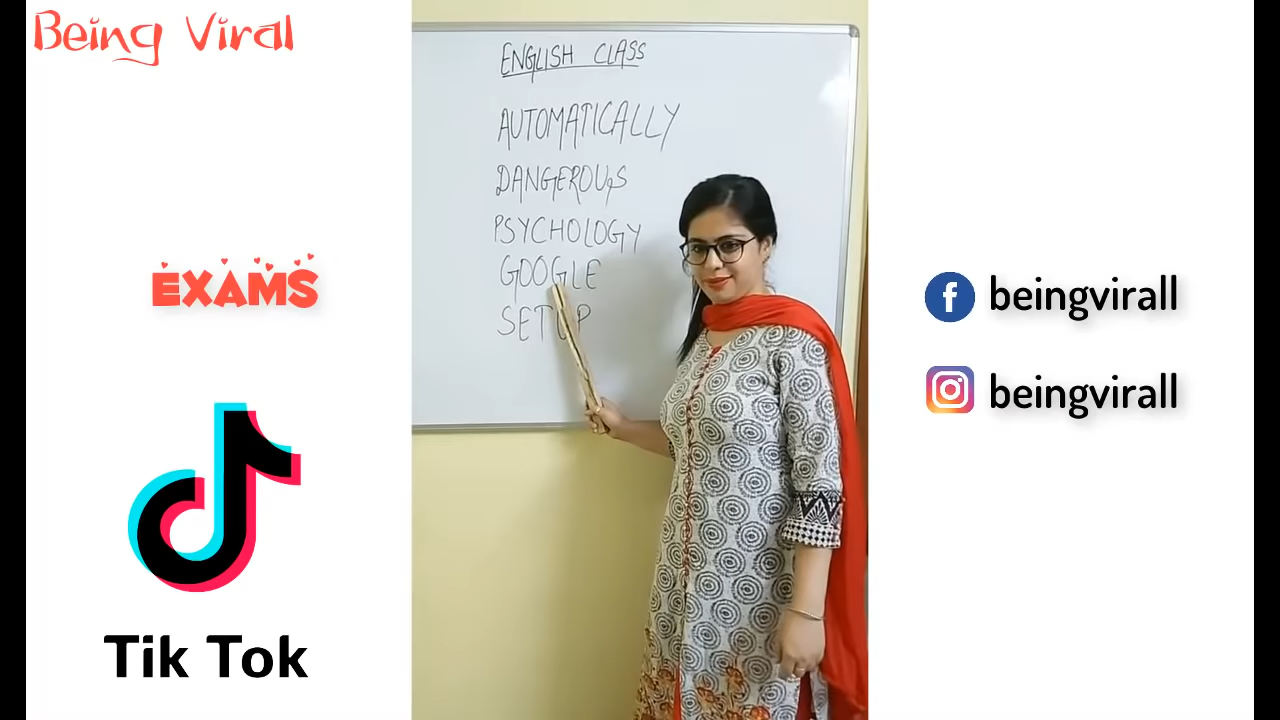 Being Viral
ENGLISH CLASS
AUTOMATICALLY
DANGEROUS
PSYCHOLOGY
GOOGLE
SETUP
EXAMS
Tik Tok
beingvirall
beingvirall